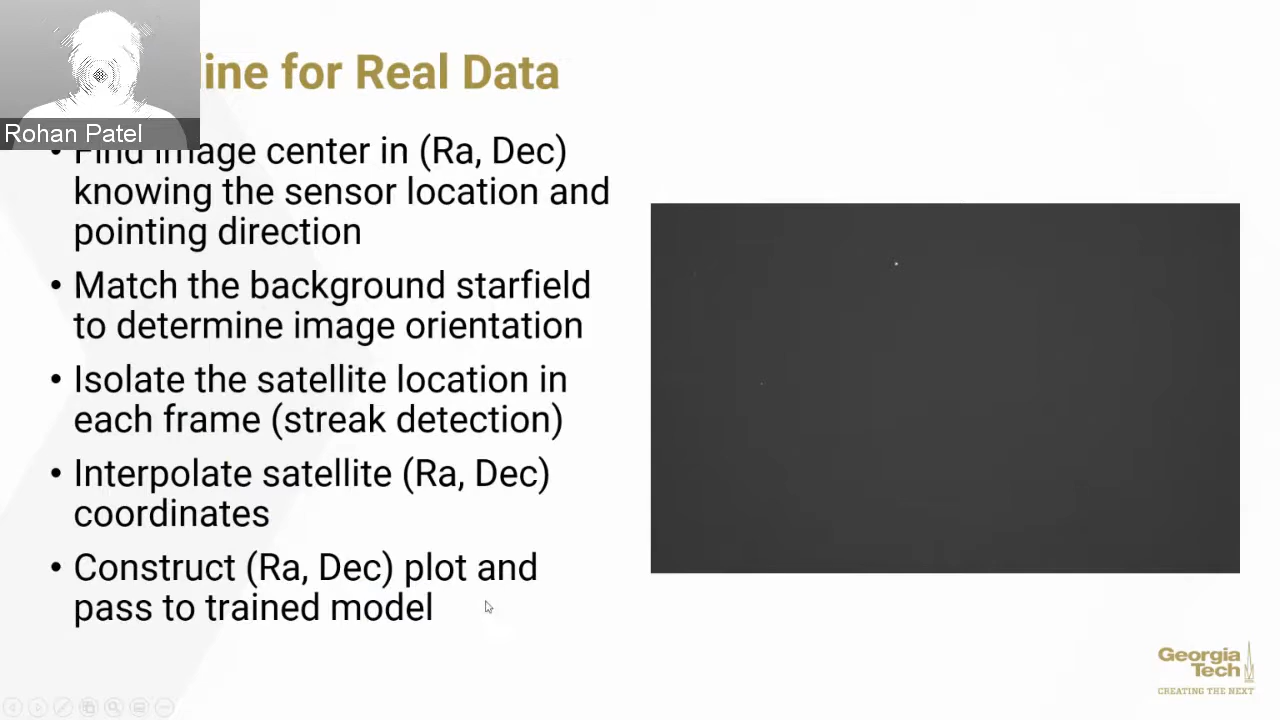 line for Real Data
Rohan Patel
• Find image center in (Ra, Dec)
knowing the sensor location and
pointing direction
• Match the background starfield
to determine image orientation
• Isolate the satellite location in
each frame (streak detection)
• Interpolate satellite (Ra, Dec)
coordinates
• Construct (Ra, Dec) plot and
pass to trained model
Georgia
Tech
CREATING THE NEXT